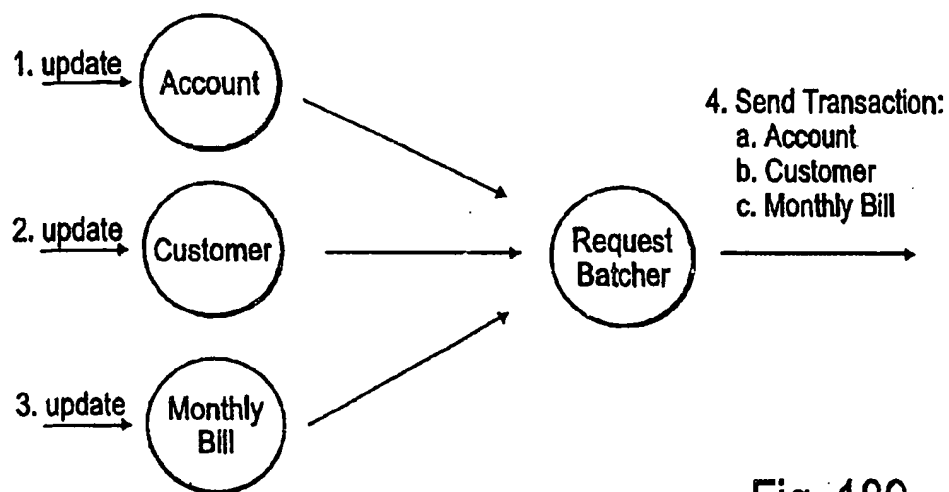 1. update
Account
2. update
Customer
3. update
Monthly
Bill
Request
Batcher
4. Send Transaction:
a. Account
b. Customer
c. Monthly Bill